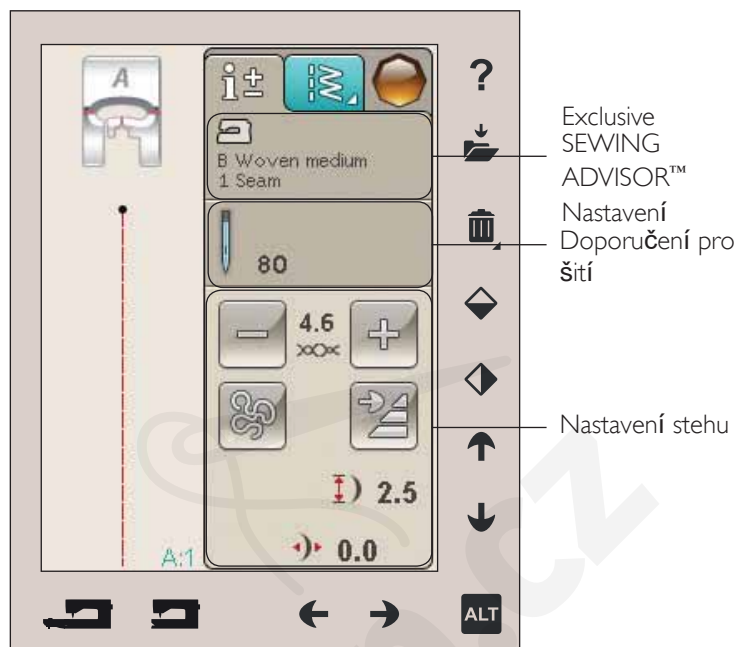 A
i±
B Woven medium
1 Seam
80
4.6
2.5
0.0
A:1
?
ALT
Exclusive
SEWING
ADVISOR™
Nastavení
Doporučení pro
šití
Nastavení stehu